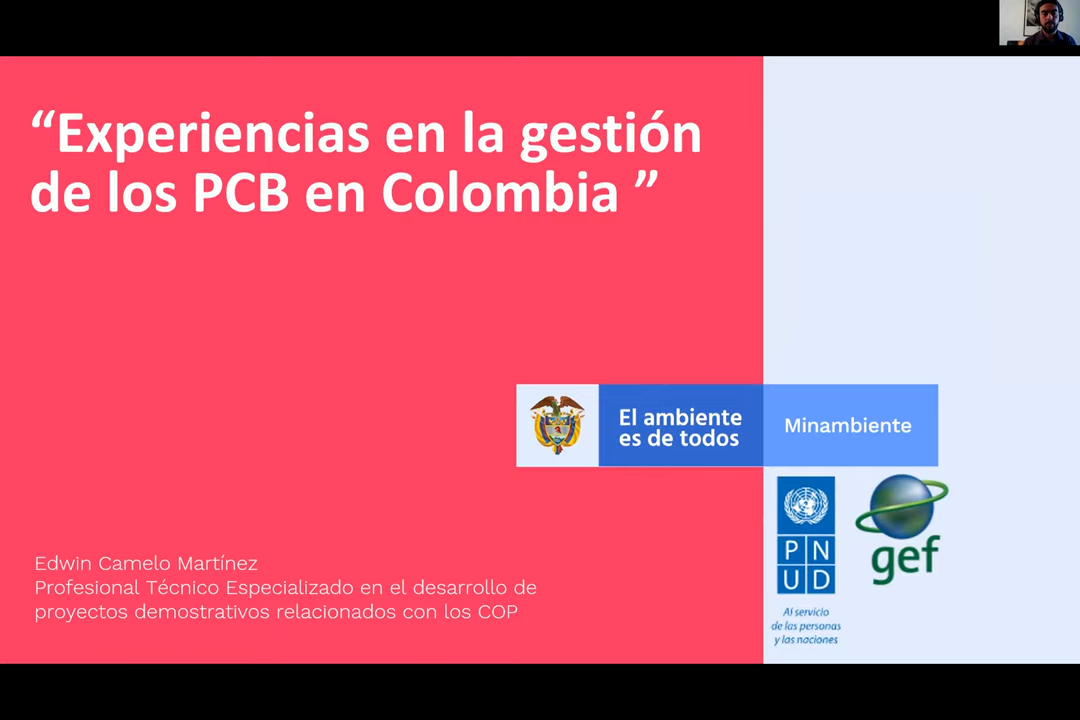 “Experiencias en la gestión
de los PCB en Colombia ”
El ambiente
es de todos
Minambiente
P N
U D
Al servicio
de las personas
y las naciones
gef
Edwin Camelo Martínez
Profesional Técnico Especializado en el desarrollo de
proyectos demostrativos relacionados con los COP